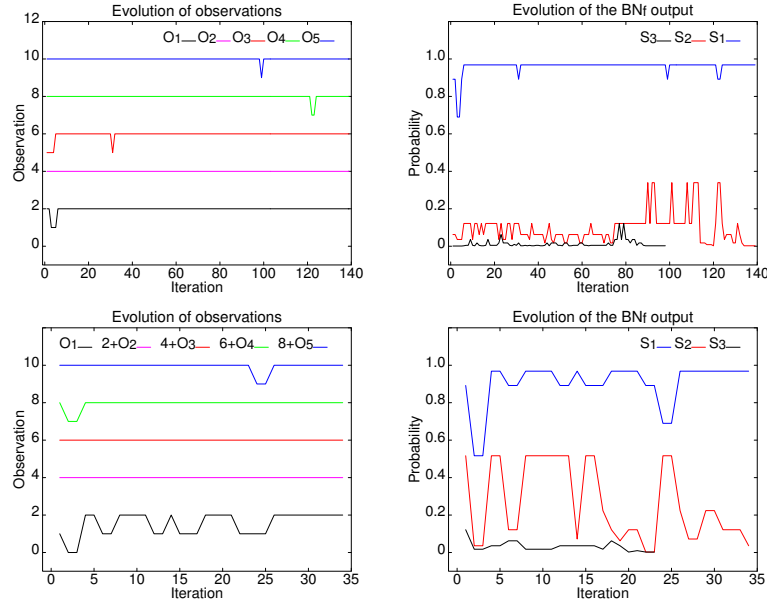 Evolution of observations
12
10
8
6
4
2
0
Observation
O1 O2 O3 O4 O5
0 20 40 60 80 100 120 140
Iteration
Evolution of the BNf output
1.0
0.8
0.6
0.4
0.2
0
Probability
S3 S2 S1
0 20 40 60 80 100 120 140
Iteration
Evolution of observations
10
8
6
4
2
0
Observation
O1 2+O2 4+O3 6+O4 8+O5
0 5 10 15 20 25 30 35
Iteration
Evolution of the BNf output
1.0
0.8
0.6
0.4
0.2
0
Probability
S1 S2 S3
0 5 10 15 20 25 30 35
Iteration